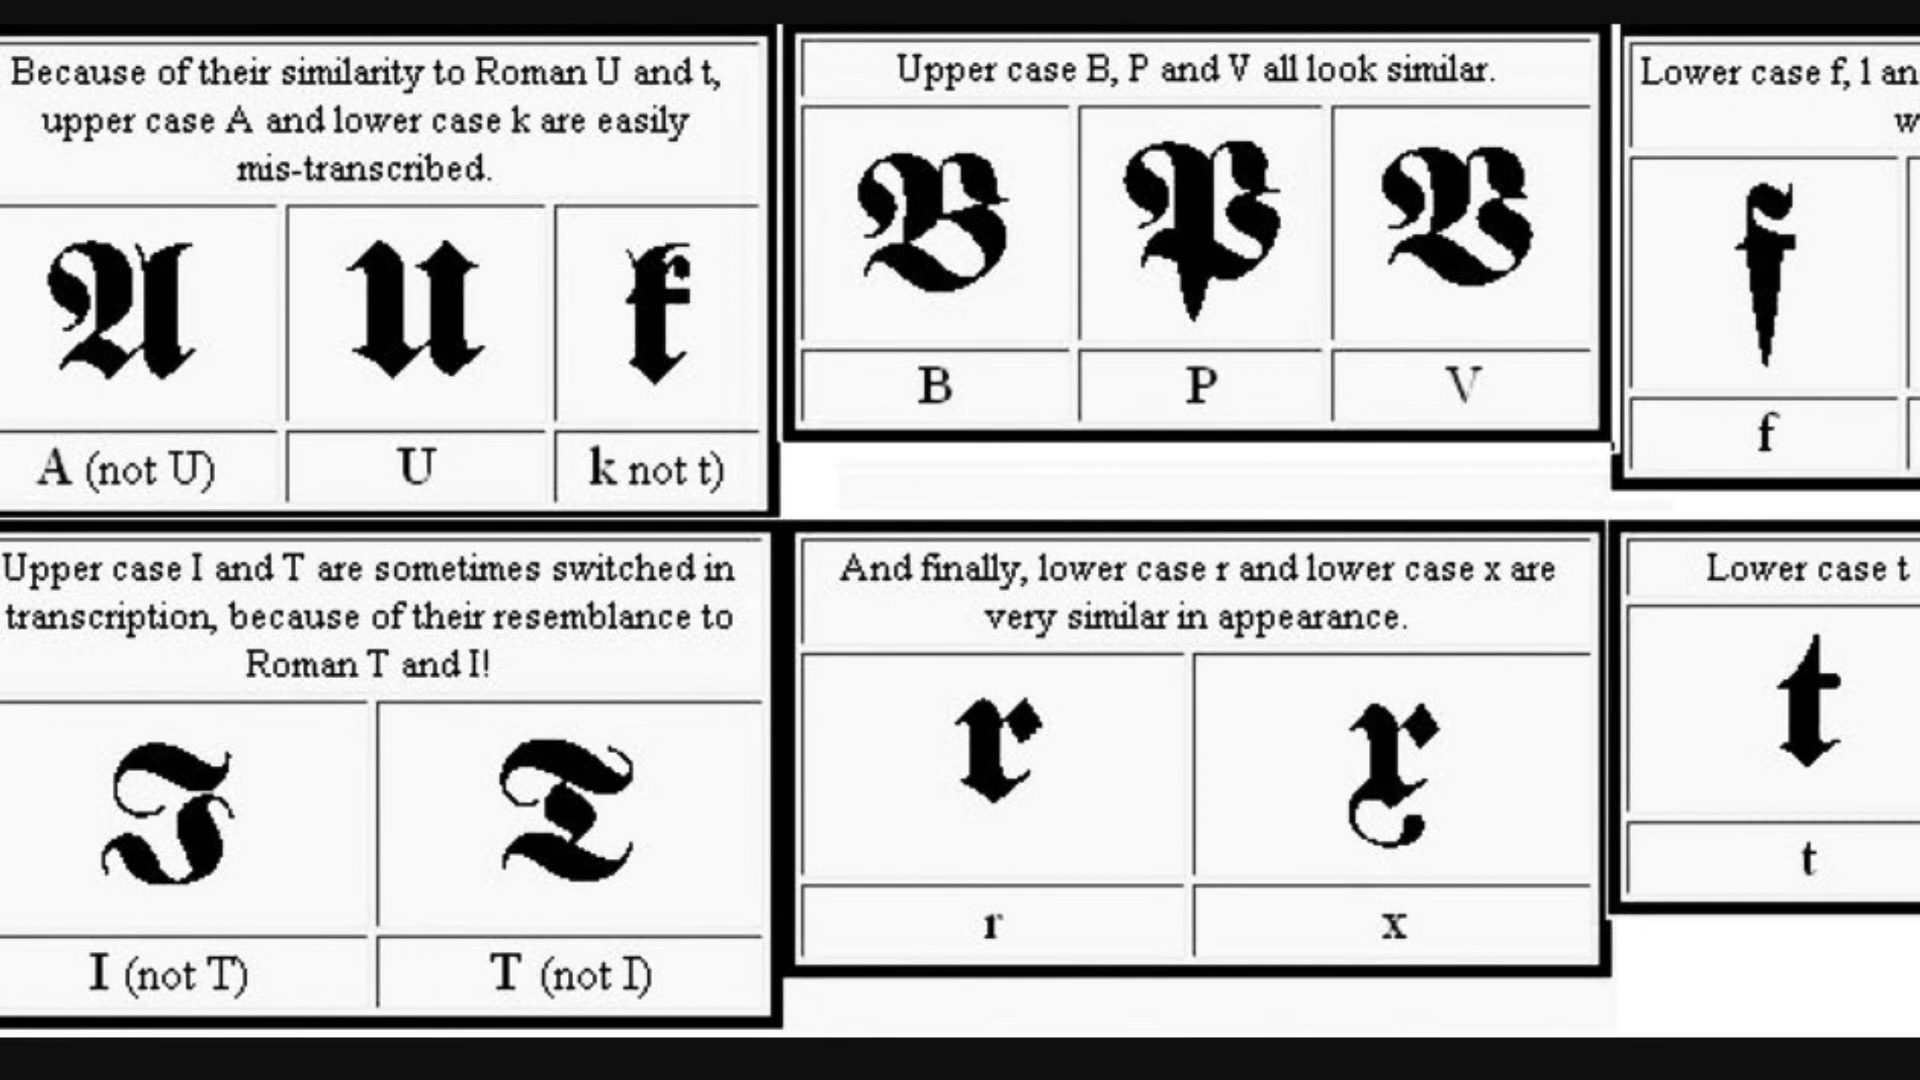 Because of their similarity to Roman U and t,
upper case A and lower case k are easily
mis-transcribed.
𝔄 𝔘 𝔨
A (not U) U k not t)
Upper case B, P and V all look similar.
𝔅 𝔓 𝔙
B P V
Lower case f, l an
w
𝔣
f
Upper case I and T are sometimes switched in
transcription, because of their resemblance to
Roman T and I!
ℑ 𝔗
I (not T) T (not I)
And finally, lower case r and lower case x are
very similar in appearance.
𝔯 𝔵
r x
Lower case t
𝔱
t